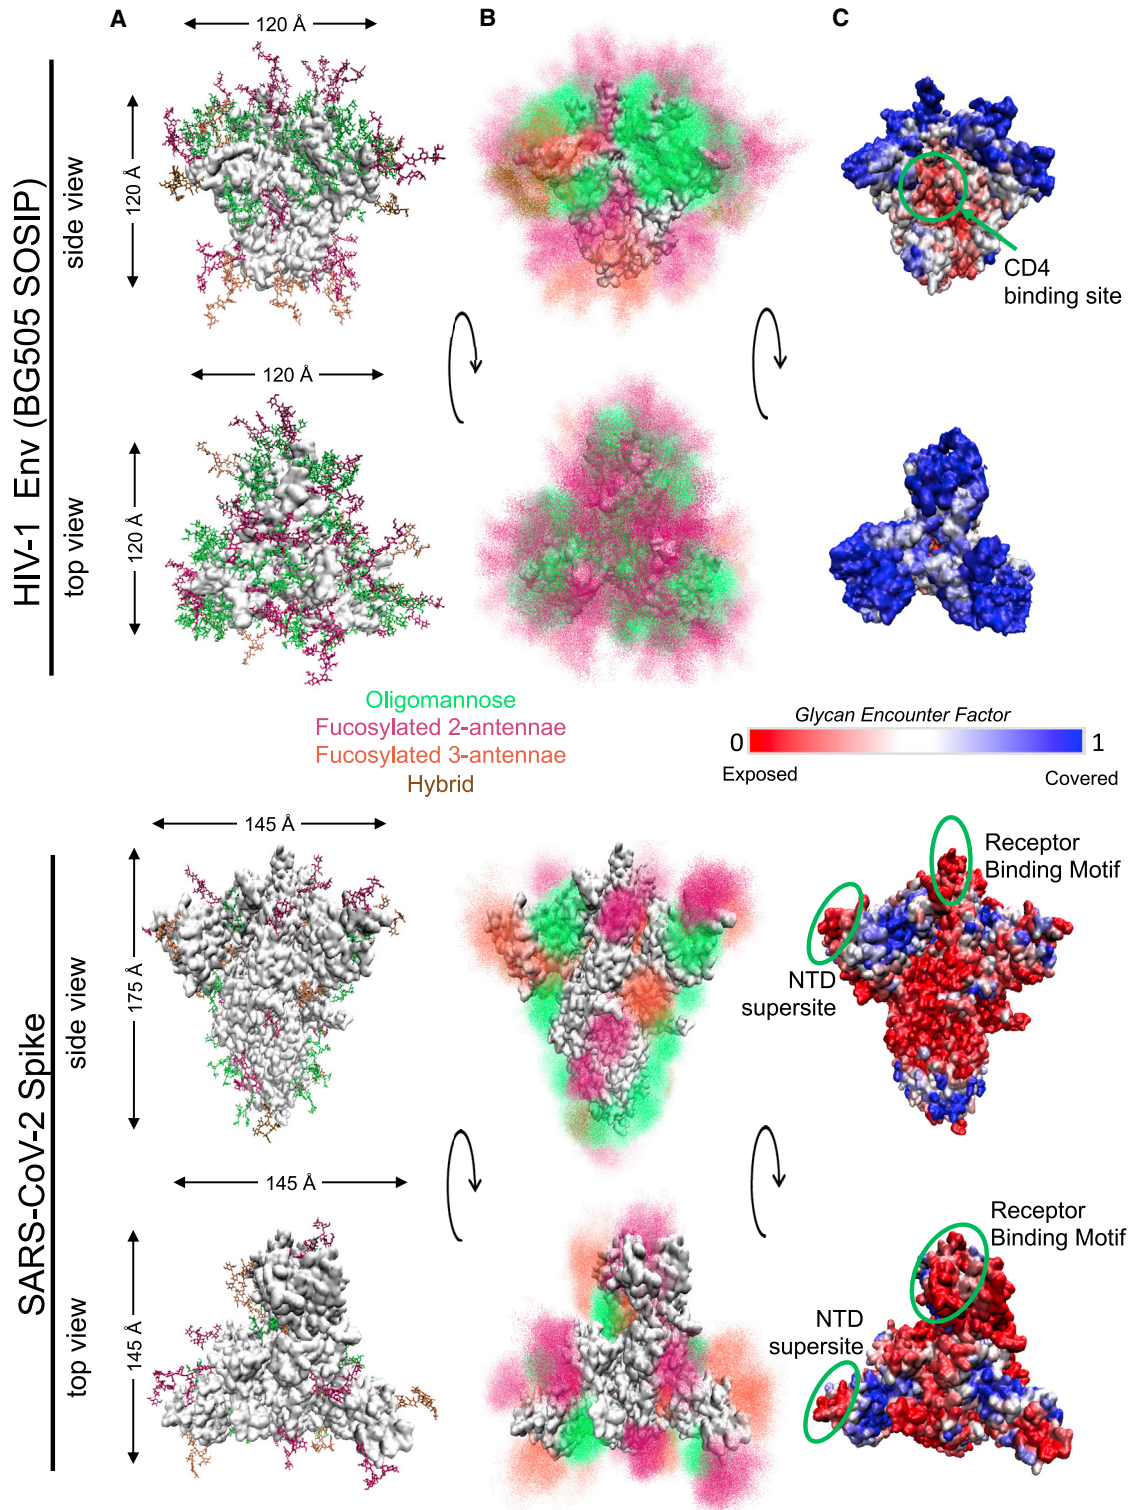 A
B
C
120 Å
120 Å
HIV-1 Env (BG505 SOSIP)
side view
CD4
binding site
120 Å
120 Å
top view
Oligomannose
Fucosylated 2-antennae
Fucosylated 3-antennae
Hybrid
Glycan Encounter Factor
0
1
Exposed
Covered
145 Å
175 Å
SARS-CoV-2 Spike
side view
Receptor
Binding Motif
NTD
supersite
145 Å
145 Å
top view
Receptor
Binding Motif
NTD
supersite